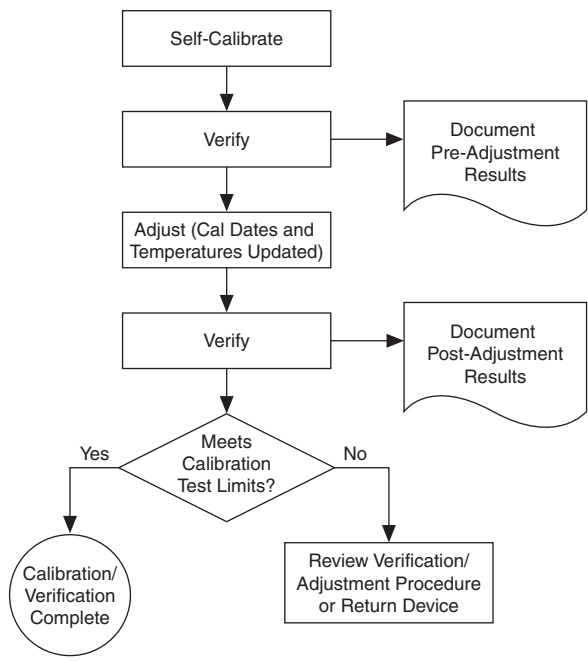 Self-Calibrate
Verify
Document
Pre-Adjustment
Results
Adjust (Cal Dates and
Temperatures Updated)
Verify
Document
Post-Adjustment
Results
Meets
Calibration
Test Limits?
Yes
No
Calibration/
Verification
Complete
Review Verification/
Adjustment Procedure
or Return Device